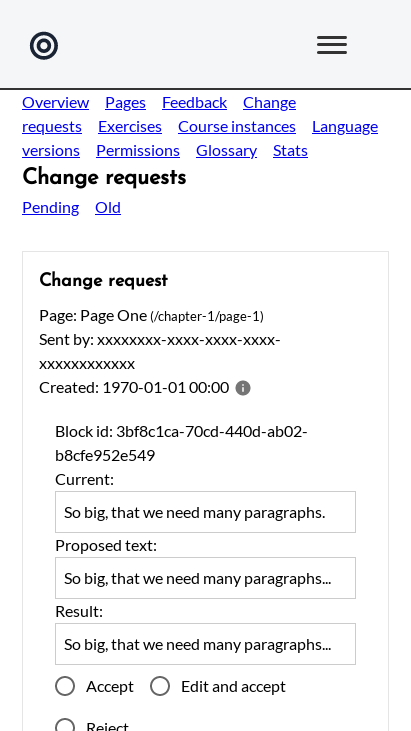 Overview Pages Feedback Change
requests Exercises Course instances Language
versions Permissions Glossary Stats
Change requests
Pending Old
Change request
Page: Page One (/chapter-1/page-1)
Sent by: xxxxxxxx-xxxx-xxxx-xxxx-
xxxxxxxxxxxx
Created: 1970-01-01 00:00
Block id: 3bf8c1ca-70cd-440d-ab02-
b8cfe952e549
Current:
So big, that we need many paragraphs.
Proposed text:
So big, that we need many paragraphs...
Result:
So big, that we need many paragraphs...
Accept Edit and accept
Reject